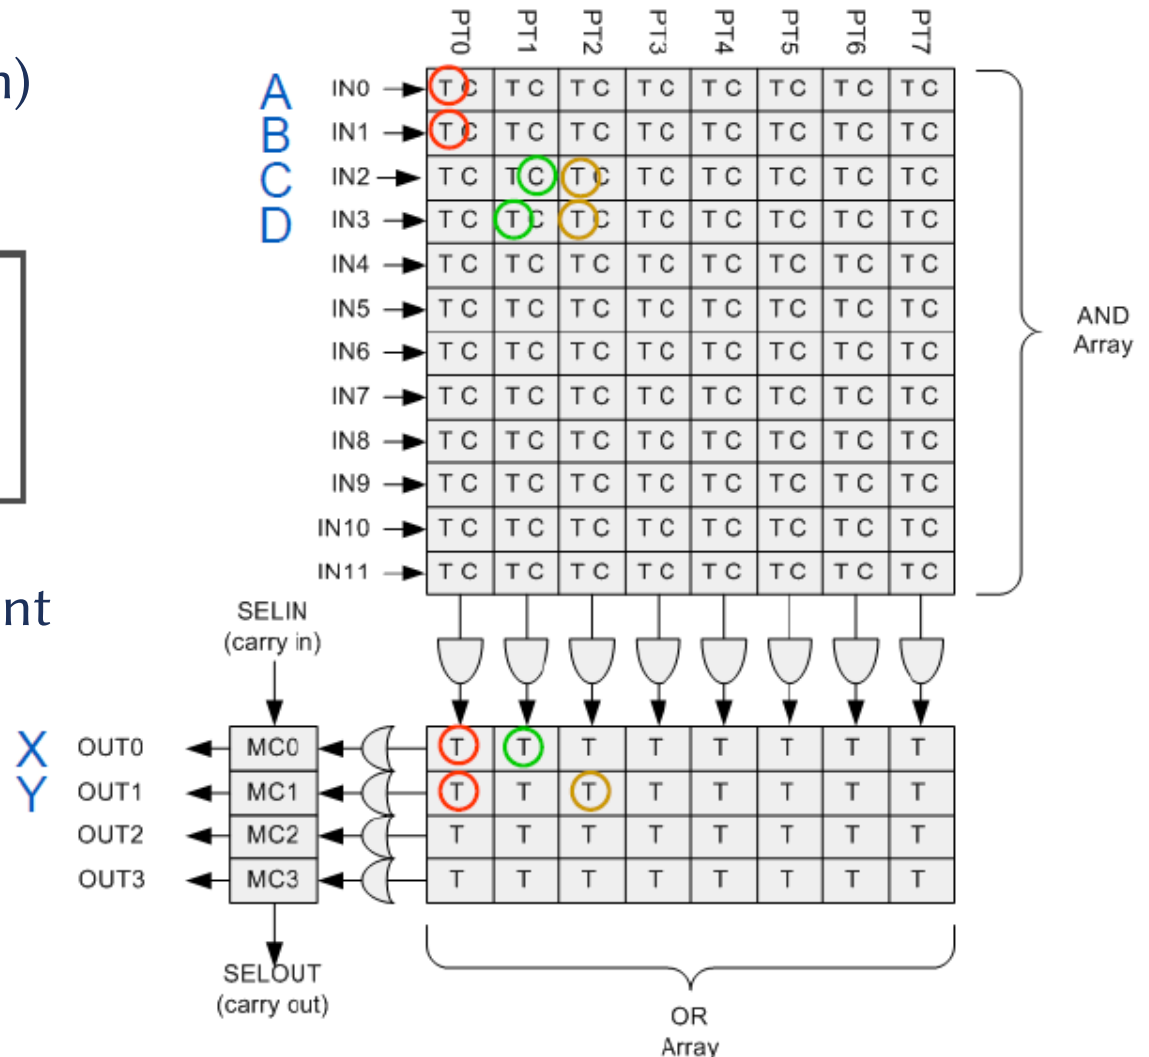 n)
nt
PT0 PT1 PT2 PT3 PT4 PT5 PT6 PT7
A IN0 T C T C T C T C T C T C T C T C
B IN1 T C T C T C T C T C T C T C T C
C IN2 T C T C T C T C T C T C T C T C
D IN3 T C T C T C T C T C T C T C T C
IN4 T C T C T C T C T C T C T C T C
IN5 T C T C T C T C T C T C T C T C
IN6 T C T C T C T C T C T C T C T C
IN7 T C T C T C T C T C T C T C T C
IN8 T C T C T C T C T C T C T C T C
IN9 T C T C T C T C T C T C T C T C
IN10 T C T C T C T C T C T C T C T C
IN11 T C T C T C T C T C T C T C T C
AND
Array
SELIN
(carry in)
X OUT0 MC0 T T T T T T T T
Y OUT1 MC1 T T T T T T T T
OUT2 MC2 T T T T T T T T
OUT3 MC3 T T T T T T T T
SELOUT
(carry out)
OR
Array